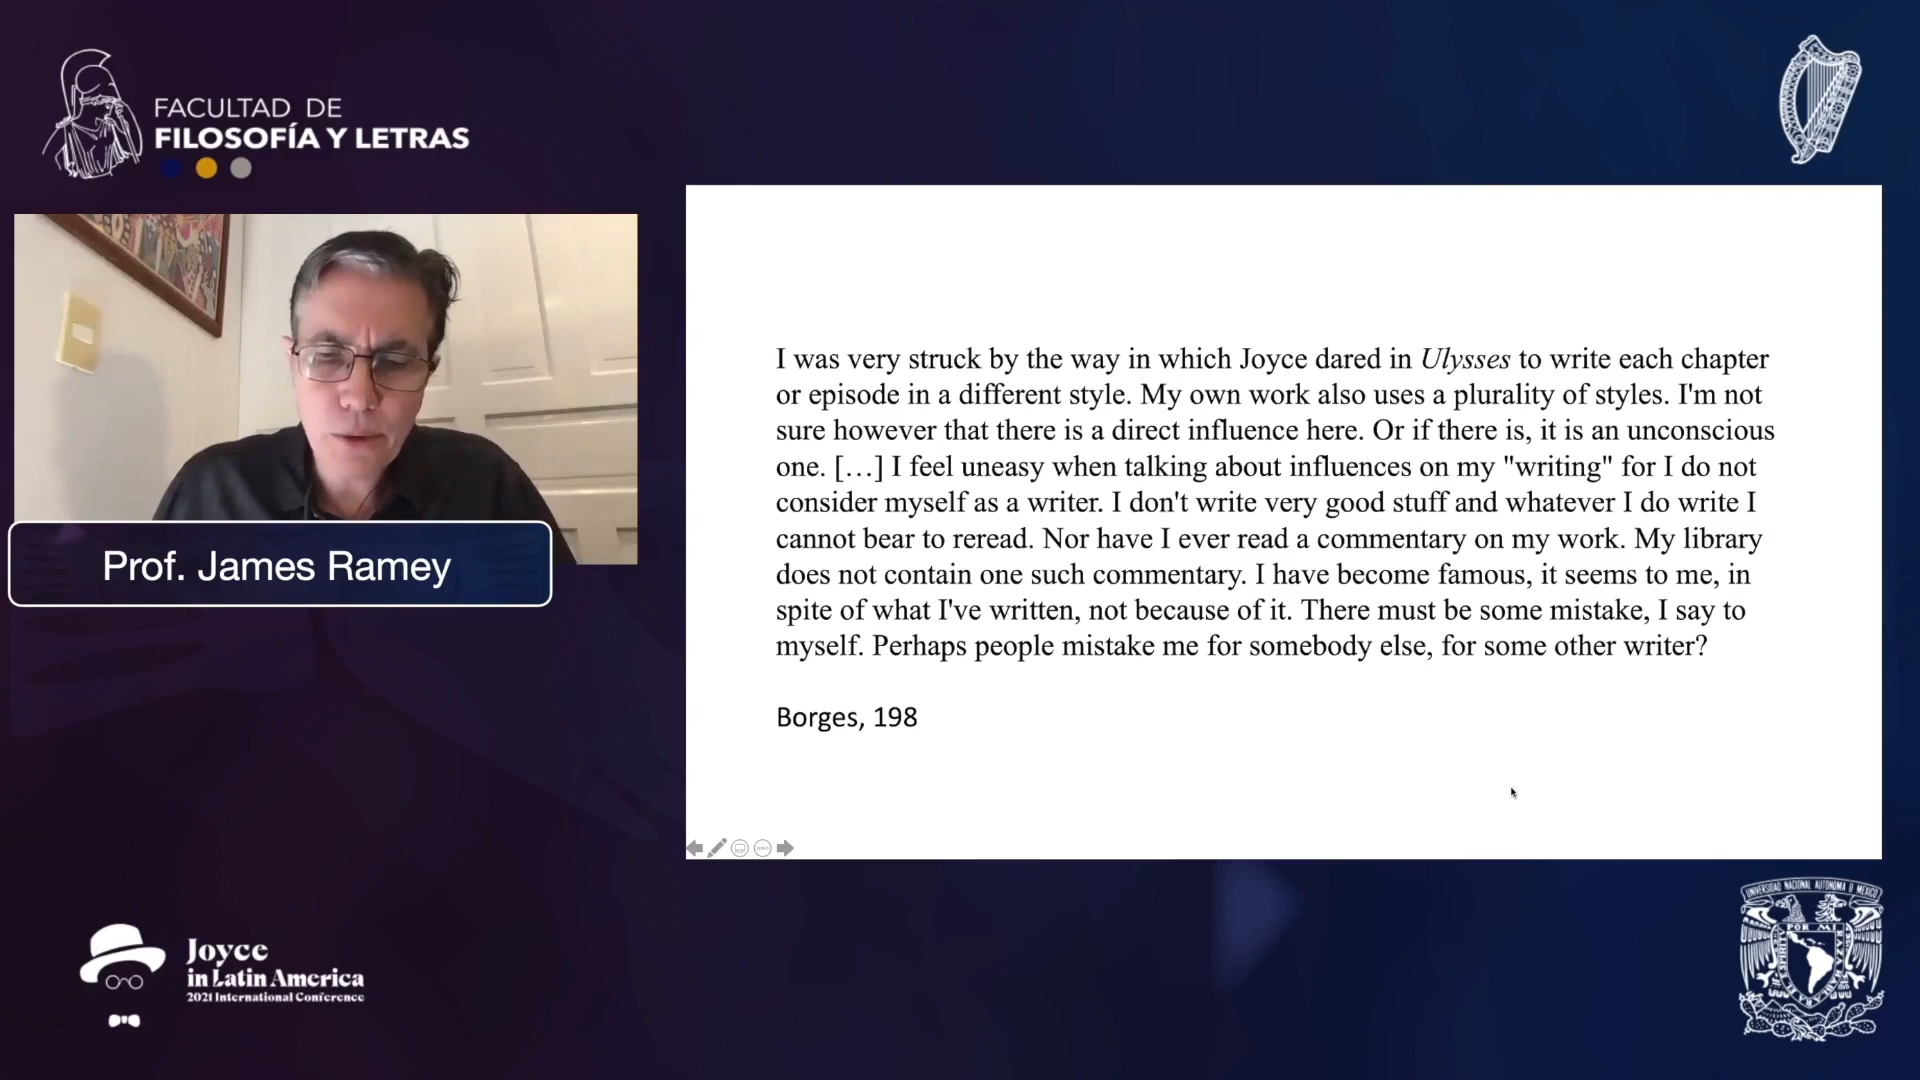 FACULTAD DE
FILOSOFÍA Y LETRAS
Prof. James Ramey
I was very struck by the way in which Joyce dared in Ulysses to write each chapter
or episode in a different style. My own work also uses a plurality of styles. I'm not
sure however that there is a direct influence here. Or if there is, it is an unconscious
one. […] I feel uneasy when talking about influences on my "writing" for I do not
consider myself as a writer. I don't write very good stuff and whatever I do write I
cannot bear to reread. Nor have I ever read a commentary on my work. My library
does not contain one such commentary. I have become famous, it seems to me, in
spite of what I've written, not because of it. There must be some mistake, I say to
myself. Perhaps people mistake me for somebody else, for some other writer?
Borges, 198
Joyce
in Latin America
2021 International Conference
UNIVERSIDAD NACIONAL AUTONOMA D MEXICO
POR MI